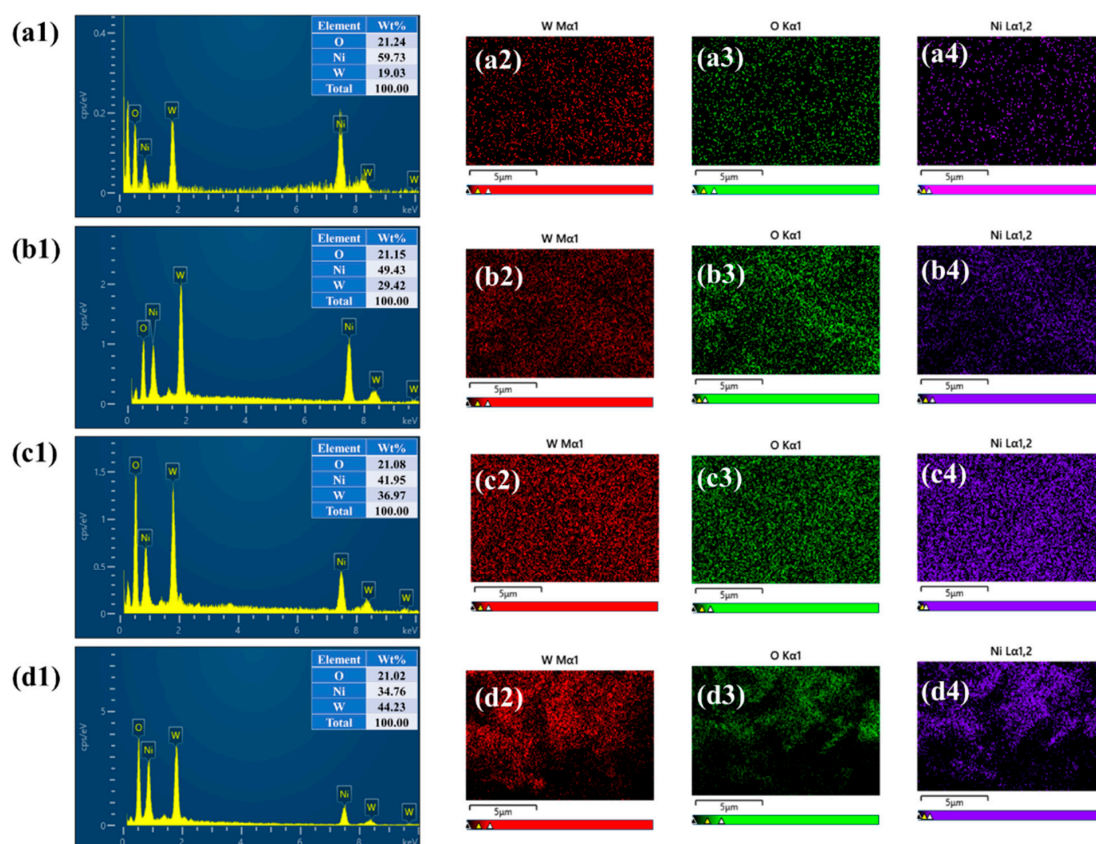 (a1)
cps/eV
0.4
0.2
0
O
Ni
W
Ni
W
W
0 2 4 6 8 keV
Element Wt%
O 21.24
Ni 59.73
W 19.03
Total 100.00
W Mα1
(a2)
5μm
O Kα1
(a3)
5μm
Ni Lα1,2
(a4)
5μm
(b1)
cps/eV
2
1
0
O
Ni
W
Ni
W
W
0 2 4 6 8 keV
Element Wt%
O 21.15
Ni 49.43
W 29.42
Total 100.00
W Mα1
(b2)
5μm
O Kα1
(b3)
5μm
Ni Lα1,2
(b4)
5μm
(c1)
cps/eV
1.5
1
0.5
0
O
Ni
W
Ni
W
W
0 2 4 6 8 keV
Element Wt%
O 21.08
Ni 41.95
W 36.97
Total 100.00
W Mα1
(c2)
5μm
O Kα1
(c3)
5μm
Ni Lα1,2
(c4)
5μm
(d1)
cps/eV
5
0
O
Ni
W
Ni
W
W
0 2 4 6 8 keV
Element Wt%
O 21.02
Ni 34.76
W 44.23
Total 100.00
W Mα1
(d2)
5μm
O Kα1
(d3)
5μm
Ni Lα1,2
(d4)
5μm